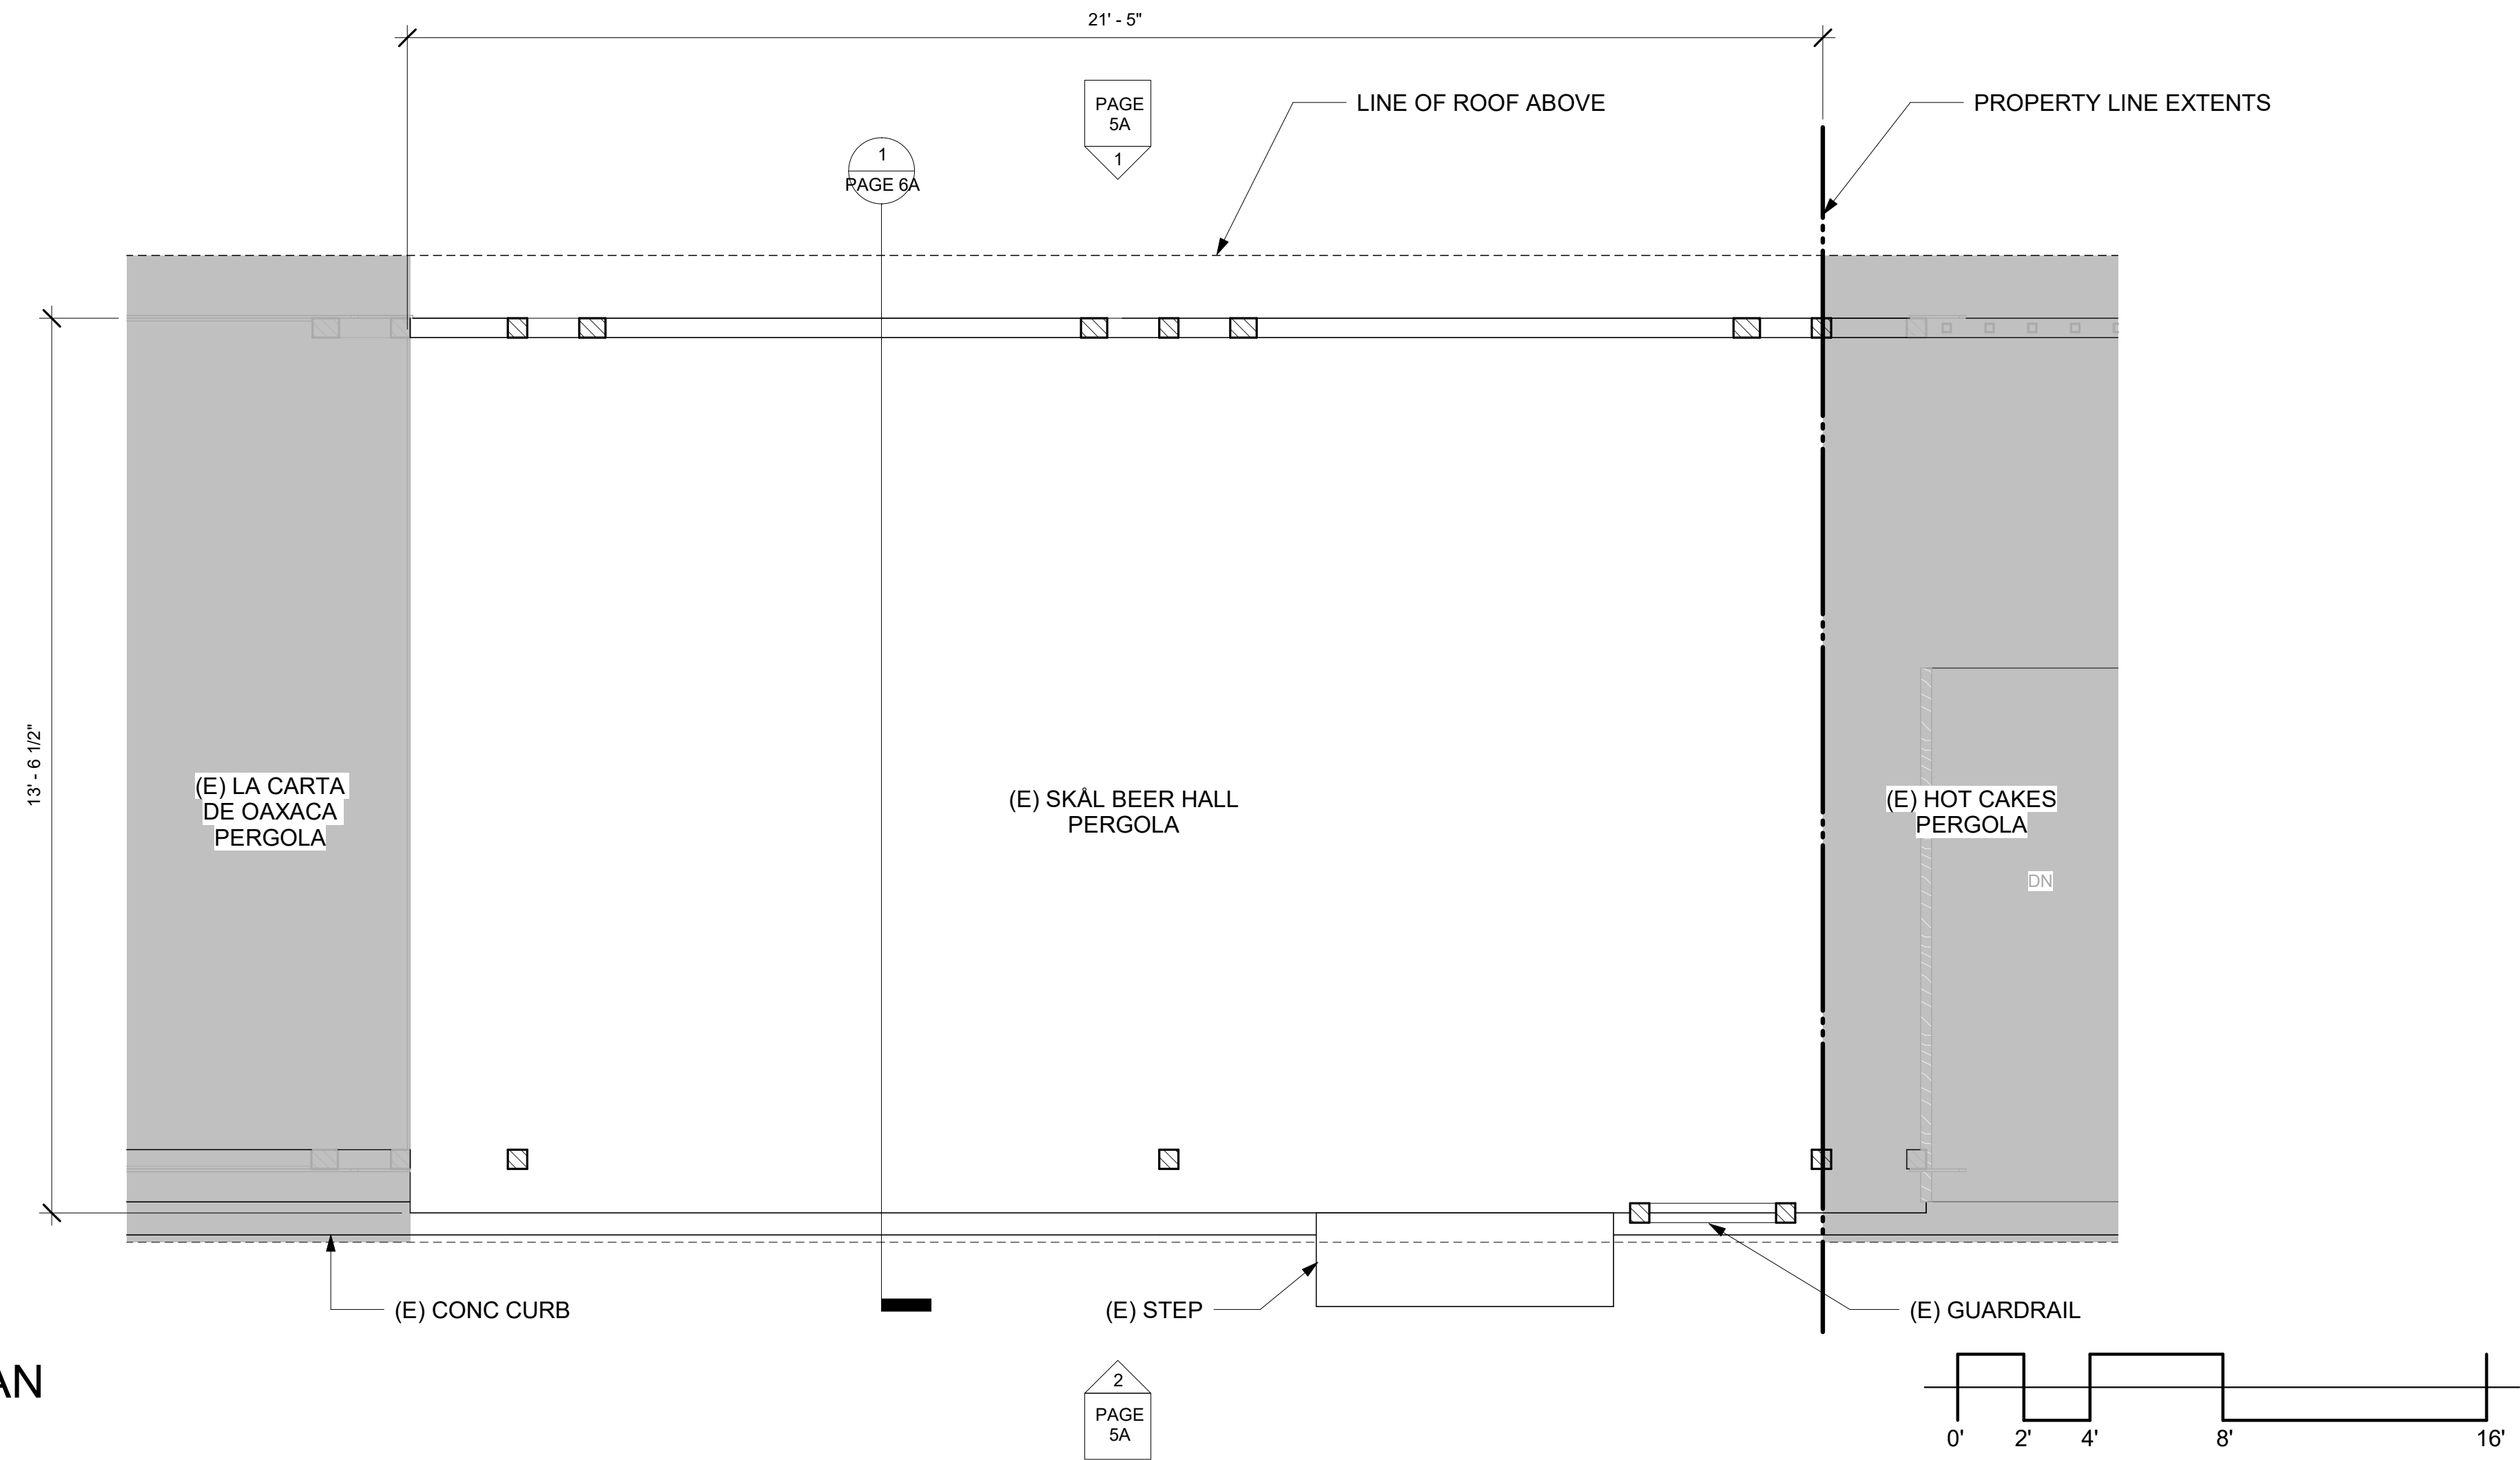 21' - 5"
PAGE
5A
1
LINE OF ROOF ABOVE
PROPERTY LINE EXTENTS
1
PAGE 6A
13' - 6 1/2"
(E) LA CARTA
DE OAXACA
PERGOLA
(E) SKÅL BEER HALL
PERGOLA
(E) HOT CAKES
PERGOLA
DN
(E) CONC CURB
(E) STEP
(E) GUARDRAIL
AN
2
PAGE
5A
0' 2' 4' 8' 16'